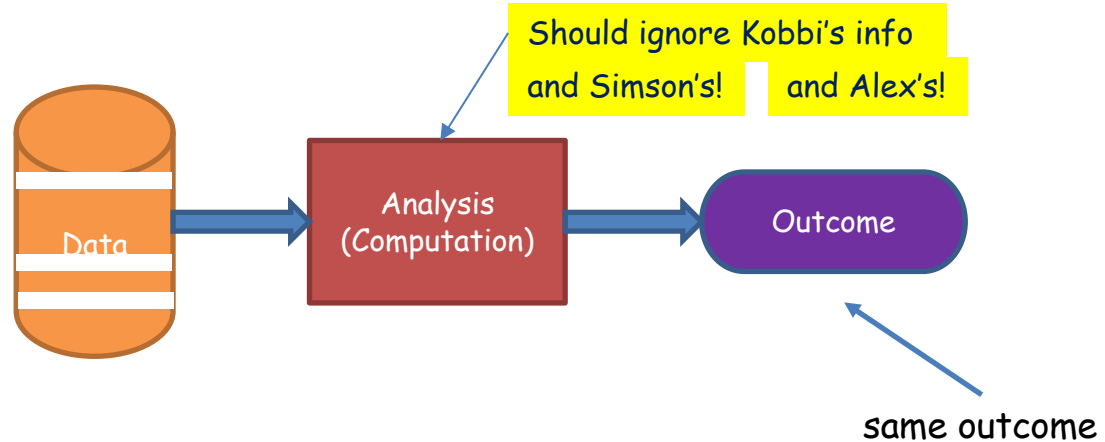 Should ignore Kobbi's info
and Simson's! and Alex's!
Data
Analysis
(Computation)
Outcome
same outcome